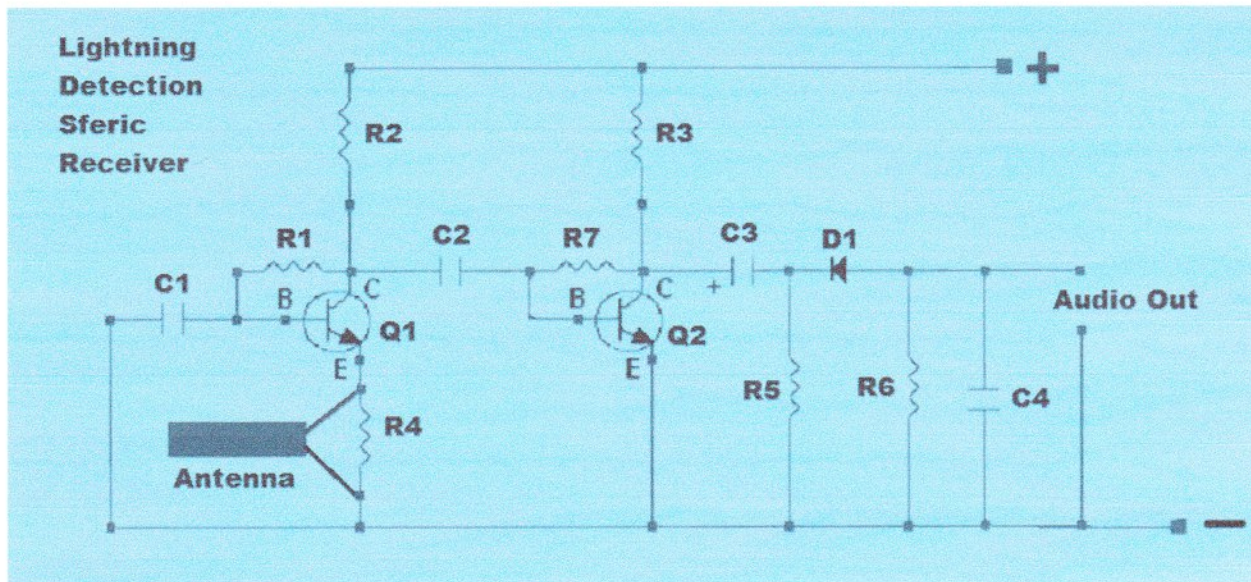 Lightning
Detection
Sferic
Receiver
+
R2
R3
R1
C2
R7
C3
D1
C1
B
C
+
B
C
Q1
Q2
Audio Out
E
E
R4
R5
R6
C4
Antenna
−